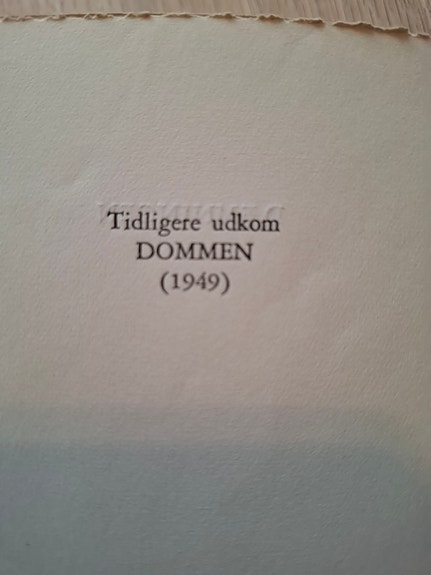 Tidligere udkom
DOMMEN
(1949)